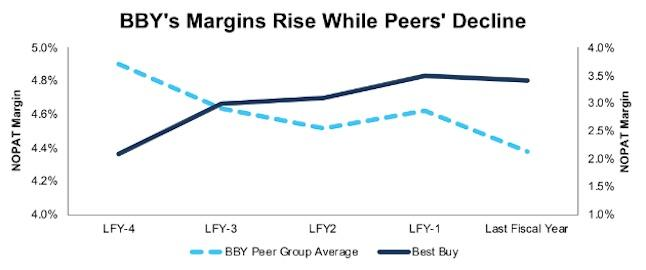 BBY's Margins Rise While Peers' Decline
5.0%
4.8%
4.6%
4.4%
4.2%
4.0%
NOPAT Margin
4.0%
3.5%
3.0%
2.5%
2.0%
1.5%
1.0%
NOPAT Margin
LFY-4 LFY-3 LFY2 LFY-1 Last Fiscal Year
BBY Peer Group Average Best Buy